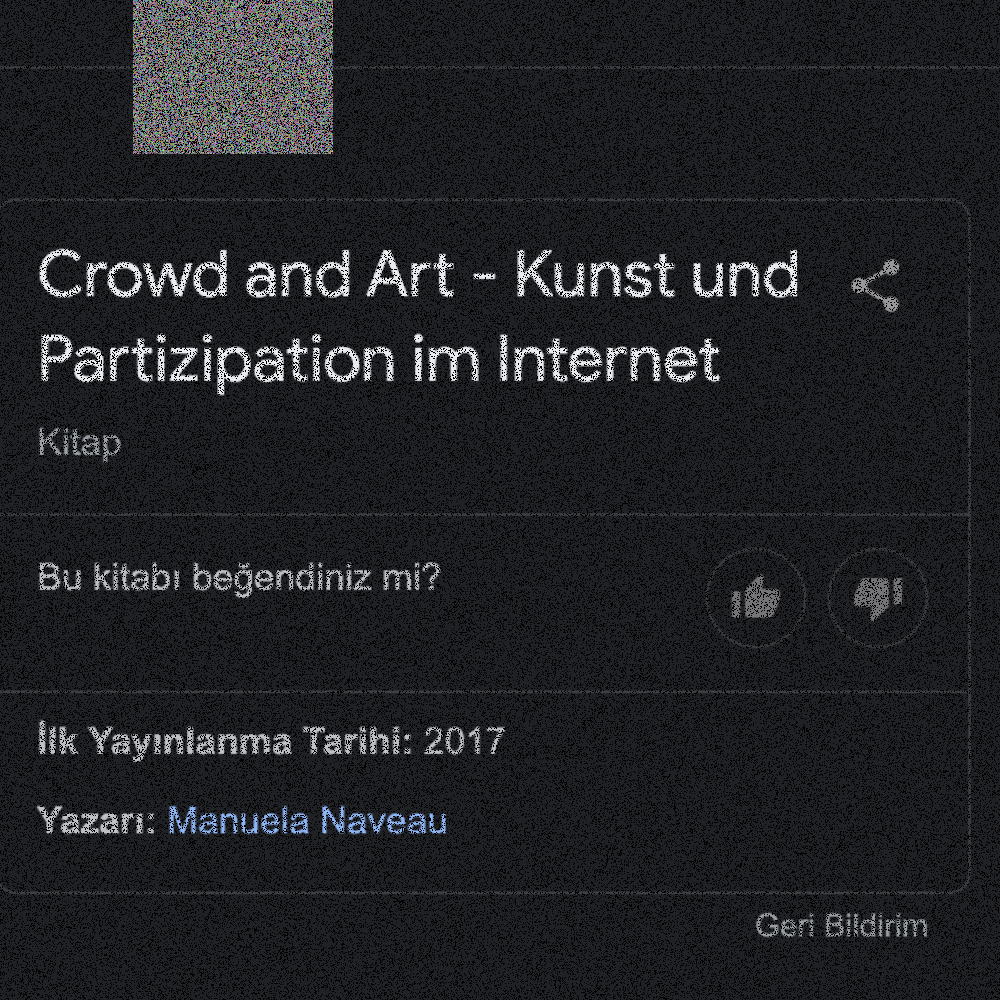 Crowd and Art - Kunst und
Partizipation im Internet
Kitap
Bu kitabı beğendiniz mi?
İlk Yayınlanma Tarihi: 2017
Yazarı: Manuela Naveau
Geri Bildirim